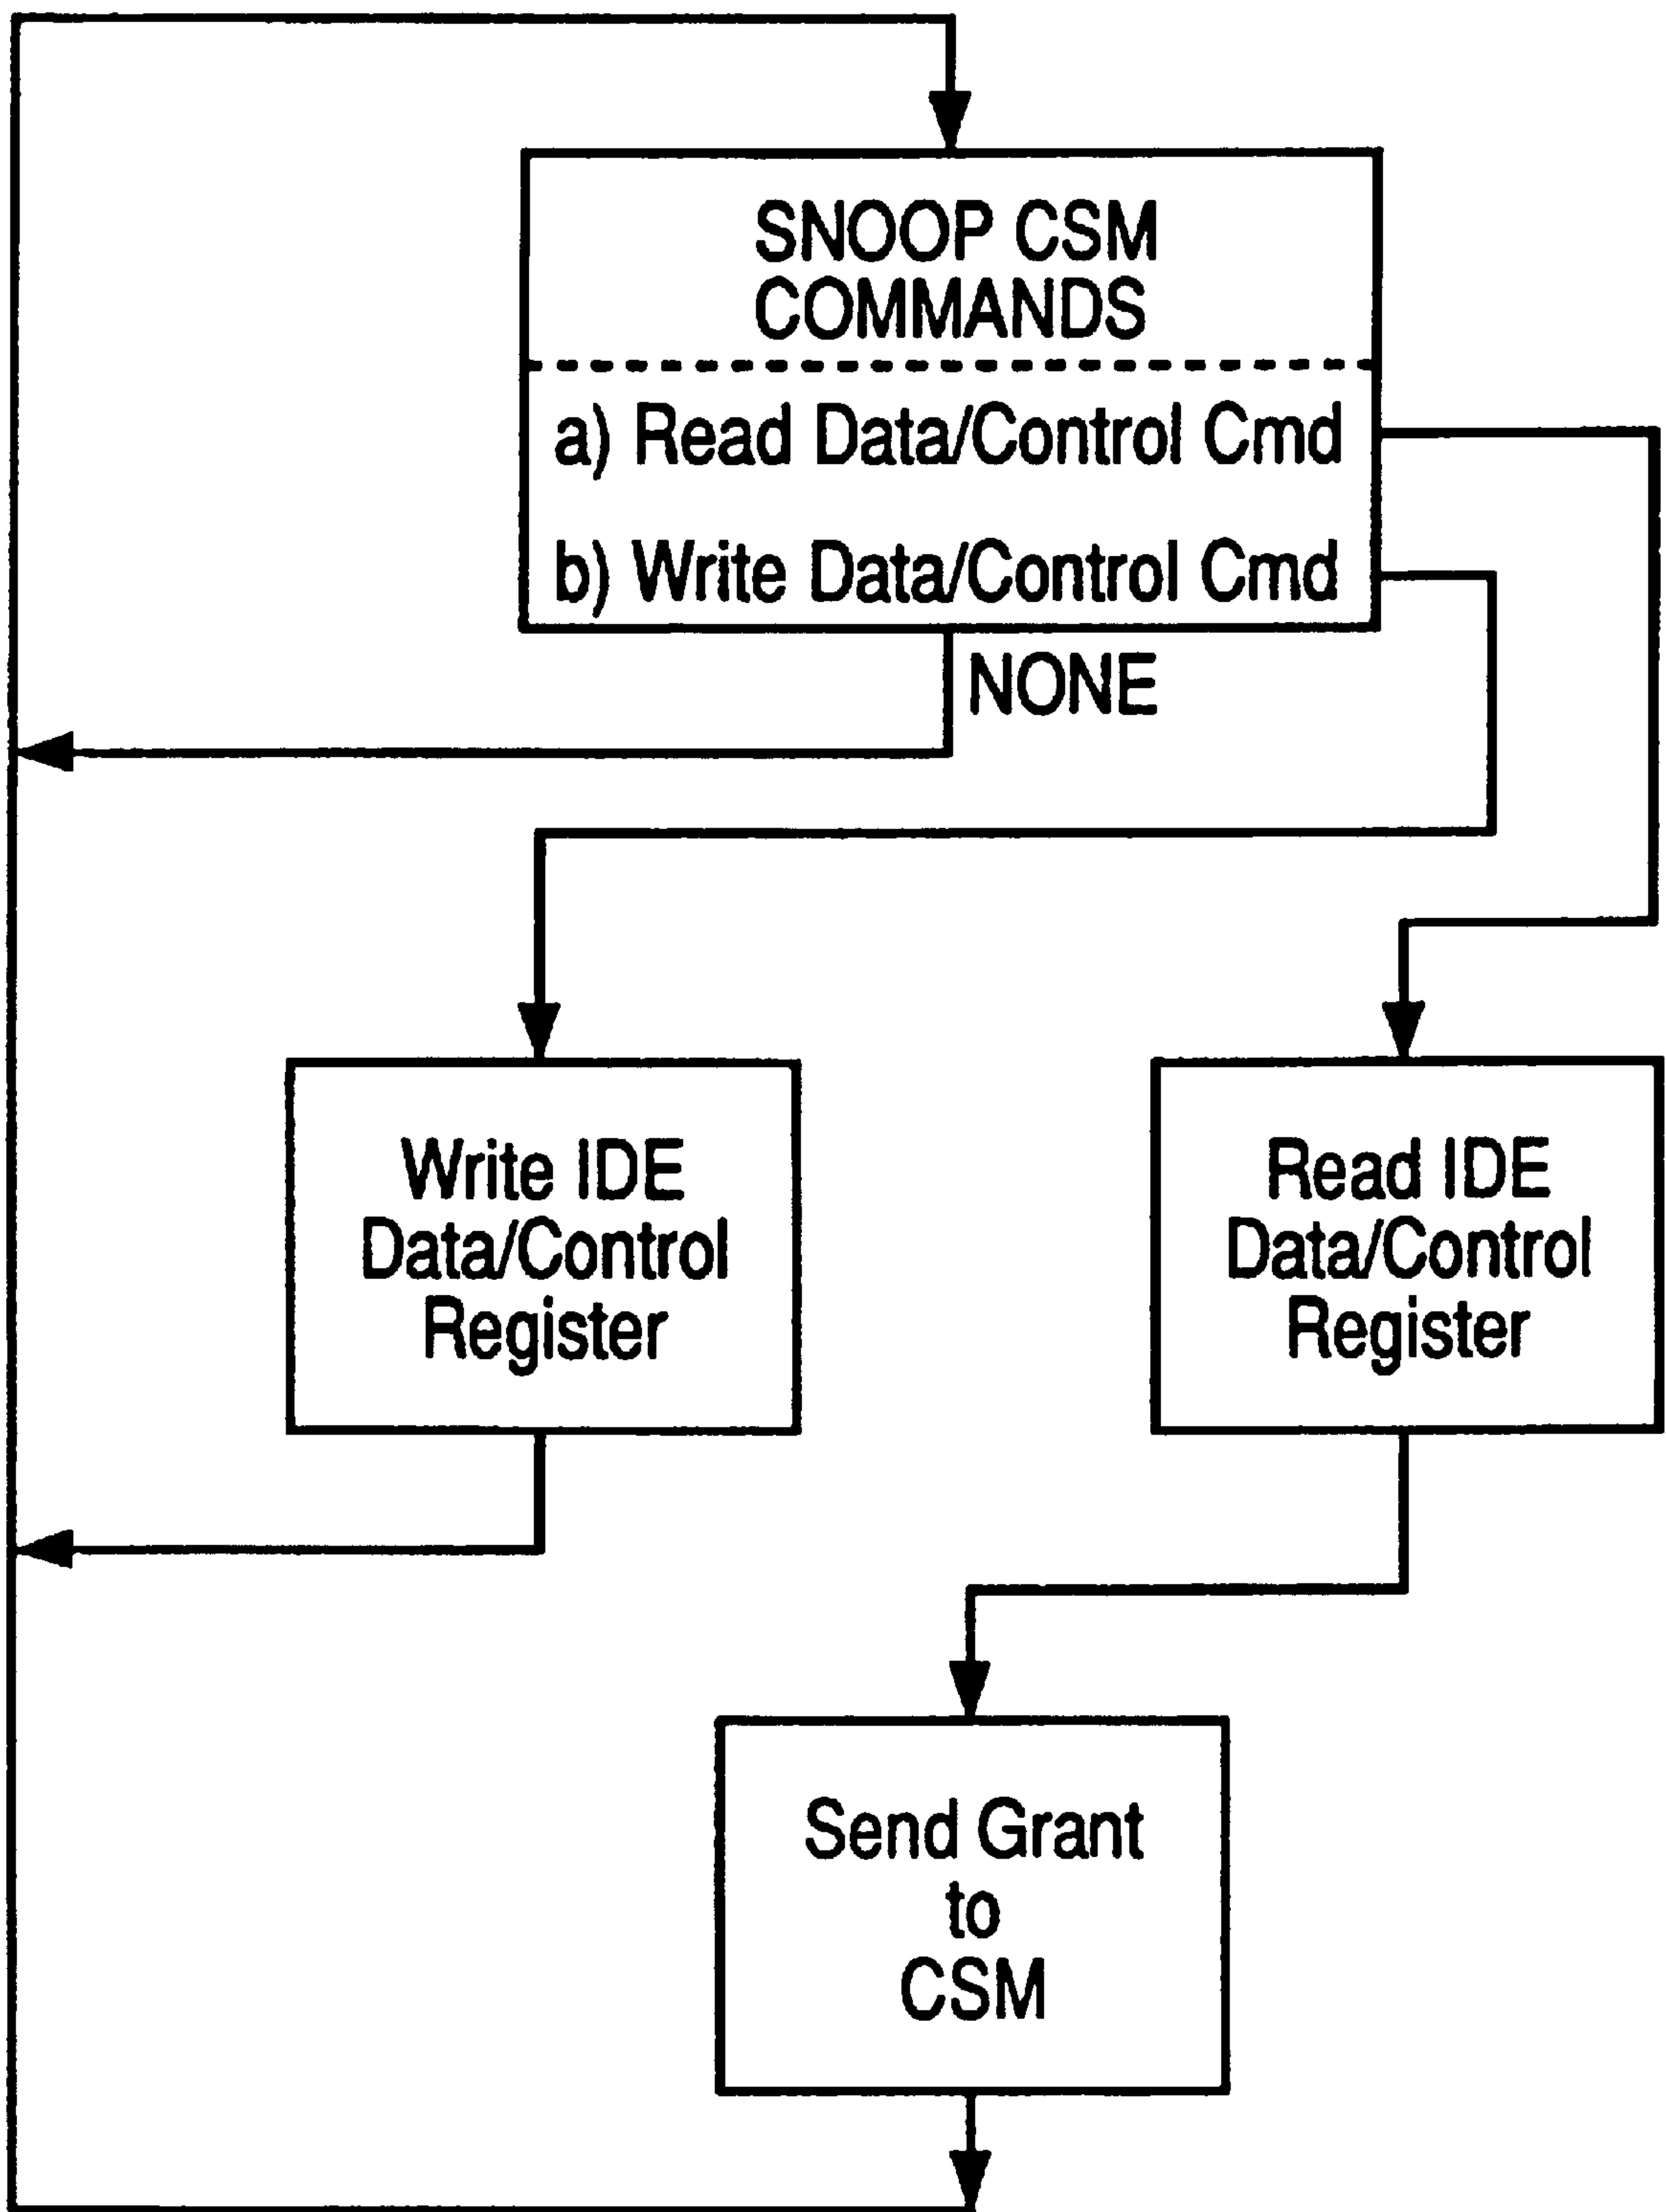 SNOOP CSM
COMMANDS
a) Read Data/Control Cmd
b) Write Data/Control Cmd
NONE
Write IDE
Data/Control
Register
Read IDE
Data/Control
Register
Send Grant
to
CSM